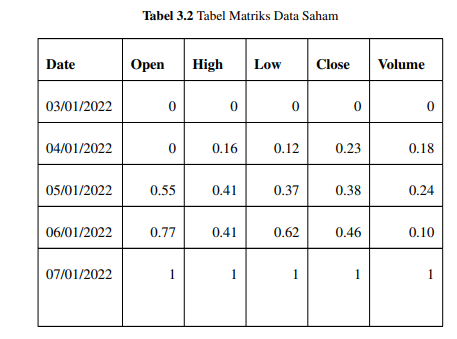 Tabel 3.2 Tabel Matriks Data Saham
Date Open High Low Close Volume
03/01/2022 0 0 0 0 0
04/01/2022 0 0.16 0.12 0.23 0.18
05/01/2022 0.55 0.41 0.37 0.38 0.24
06/01/2022 0.77 0.41 0.62 0.46 0.10
07/01/2022 1 1 1 1 1